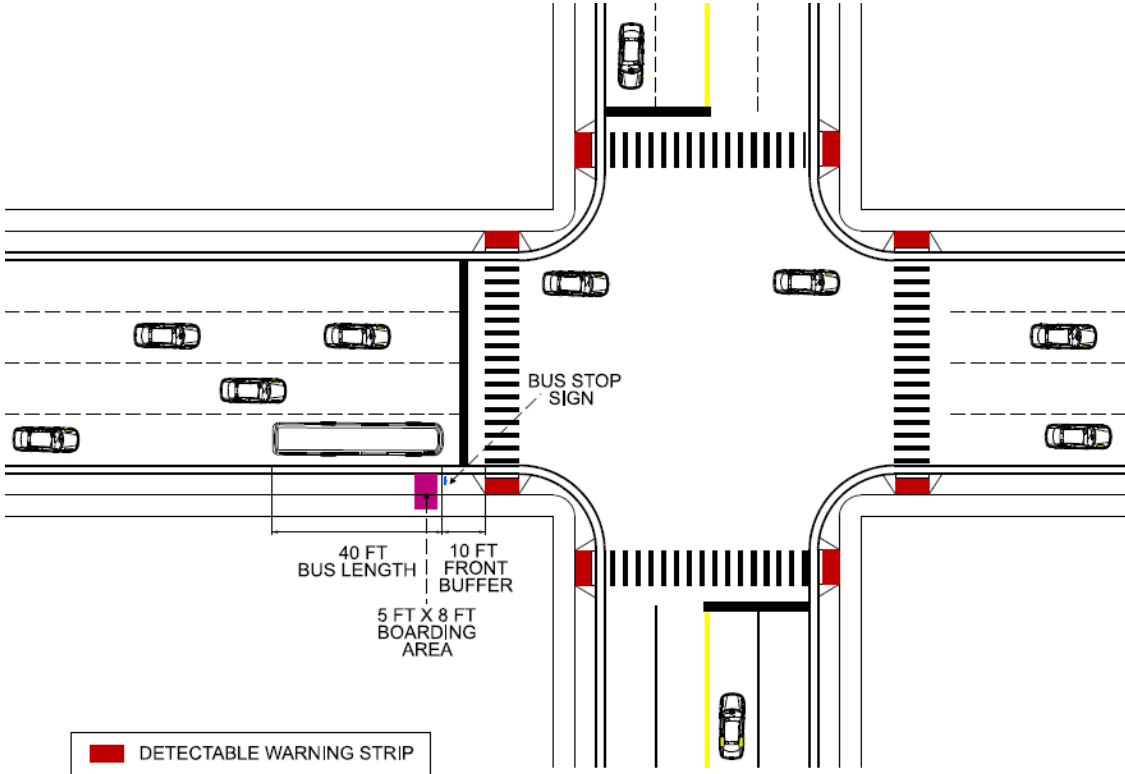 BUS STOP
SIGN
40 FT
BUS LENGTH
10 FT
FRONT
BUFFER
5 FT X 8 FT
BOARDING
AREA
DETECTABLE WARNING STRIP